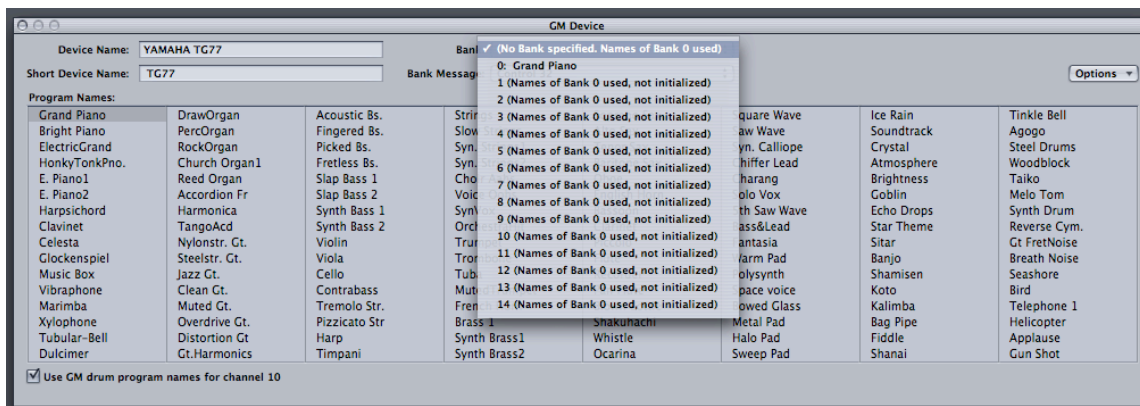 GM Device
Device Name: YAMAHA TG77 Bank
✓ (No Bank specified. Names of Bank 0 used)
0: Grand Piano
1 (Names of Bank 0 used, not initialized)
2 (Names of Bank 0 used, not initialized)
3 (Names of Bank 0 used, not initialized)
4 (Names of Bank 0 used, not initialized)
5 (Names of Bank 0 used, not initialized)
6 (Names of Bank 0 used, not initialized)
7 (Names of Bank 0 used, not initialized)
8 (Names of Bank 0 used, not initialized)
9 (Names of Bank 0 used, not initialized)
10 (Names of Bank 0 used, not initialized)
11 (Names of Bank 0 used, not initialized)
12 (Names of Bank 0 used, not initialized)
13 (Names of Bank 0 used, not initialized)
14 (Names of Bank 0 used, not initialized)
Short Device Name: TG77 Bank Message Options
Program Names:
Grand Piano DrawOrgan Acoustic Bs. Square Wave Ice Rain Tinkle Bell
Bright Piano PercOrgan Fingered Bs. Slow Saw Wave Soundtrack Agogo
ElectricGrand RockOrgan Picked Bs. Syn. Syn. Calliope Crystal Steel Drums
HonkyTonkPno. Church Organ1 Fretless Bs. Syn. Chiffer Lead Atmosphere Woodblock
E. Piano1 Reed Organ Slap Bass 1 Charang Brightness Taiko
E. Piano2 Accordion Fr Slap Bass 2 Voice Solo Vox Goblin Melo Tom
Harpsichord Harmonica Synth Bass 1 5th Saw Wave Echo Drops Synth Drum
Clavinet TangoAcd Synth Bass 2 Bass&Lead Star Theme Reverse Cym.
Celesta Nylonstr. Gt. Violin Fantasia Sitar Gt FretNoise
Glockenspiel Steelstr. Gt. Viola Warm Pad Banjo Breath Noise
Music Box Jazz Gt. Cello Tuba Polysynth Shamisen Seashore
Vibraphone Clean Gt. Contrabass Space voice Koto Bird
Marimba Muted Gt. Tremolo Str. French Bowed Glass Kalimba Telephone 1
Xylophone Overdrive Gt. Pizzicato Str Brass 1 Shakuhachi Metal Pad Bag Pipe Helicopter
Tubular-Bell Distortion Gt Harp Synth Brass1 Whistle Halo Pad Fiddle Applause
Dulcimer Gt.Harmonics Timpani Synth Brass2 Ocarina Sweep Pad Shanai Gun Shot
Use GM drum program names for channel 10